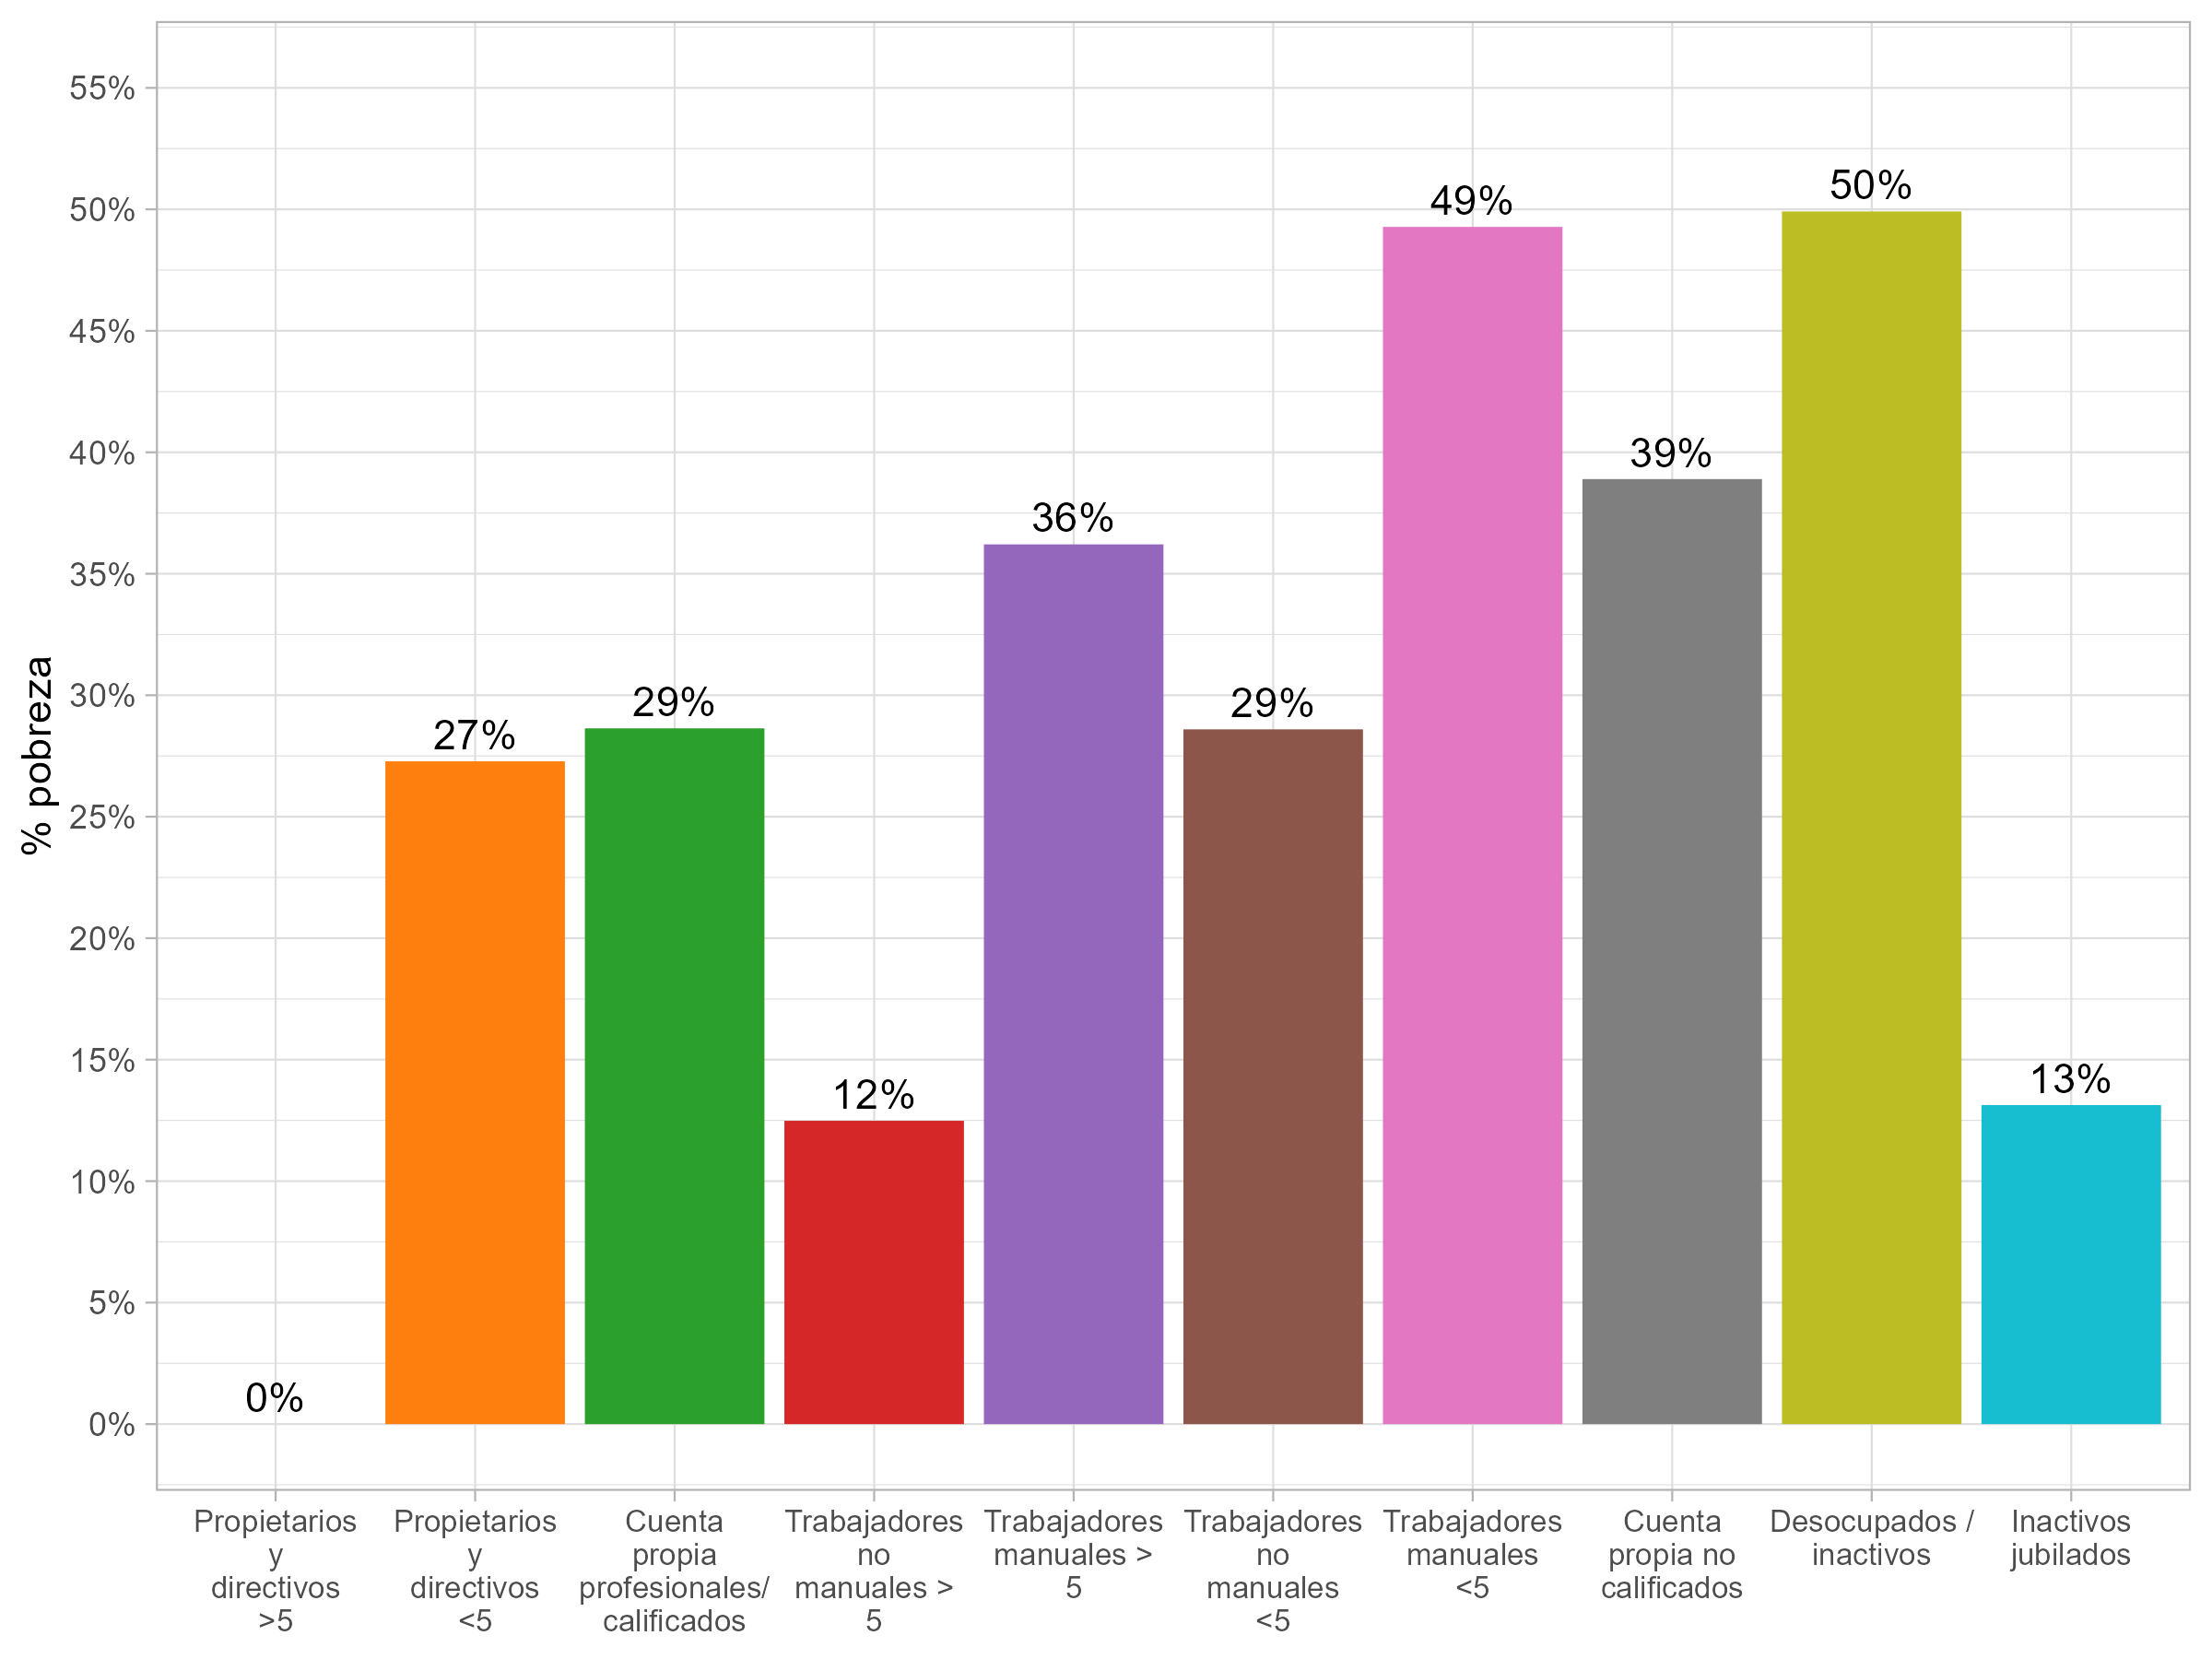 % pobreza
55%
50%
45%
40%
35%
30%
25%
20%
15%
10%
5%
0%
0%
27%
29%
12%
36%
29%
49%
39%
50%
13%
Propietarios
y
directivos
>5
Propietarios
y
directivos
<5
Cuenta
propia
profesionales/
calificados
Trabajadores
no
manuales >
5
Trabajadores
manuales >
5
Trabajadores
no
manuales
<5
Trabajadores
manuales
<5
Cuenta
propia no
calificados
Desocupados /
inactivos
Inactivos
jubilados